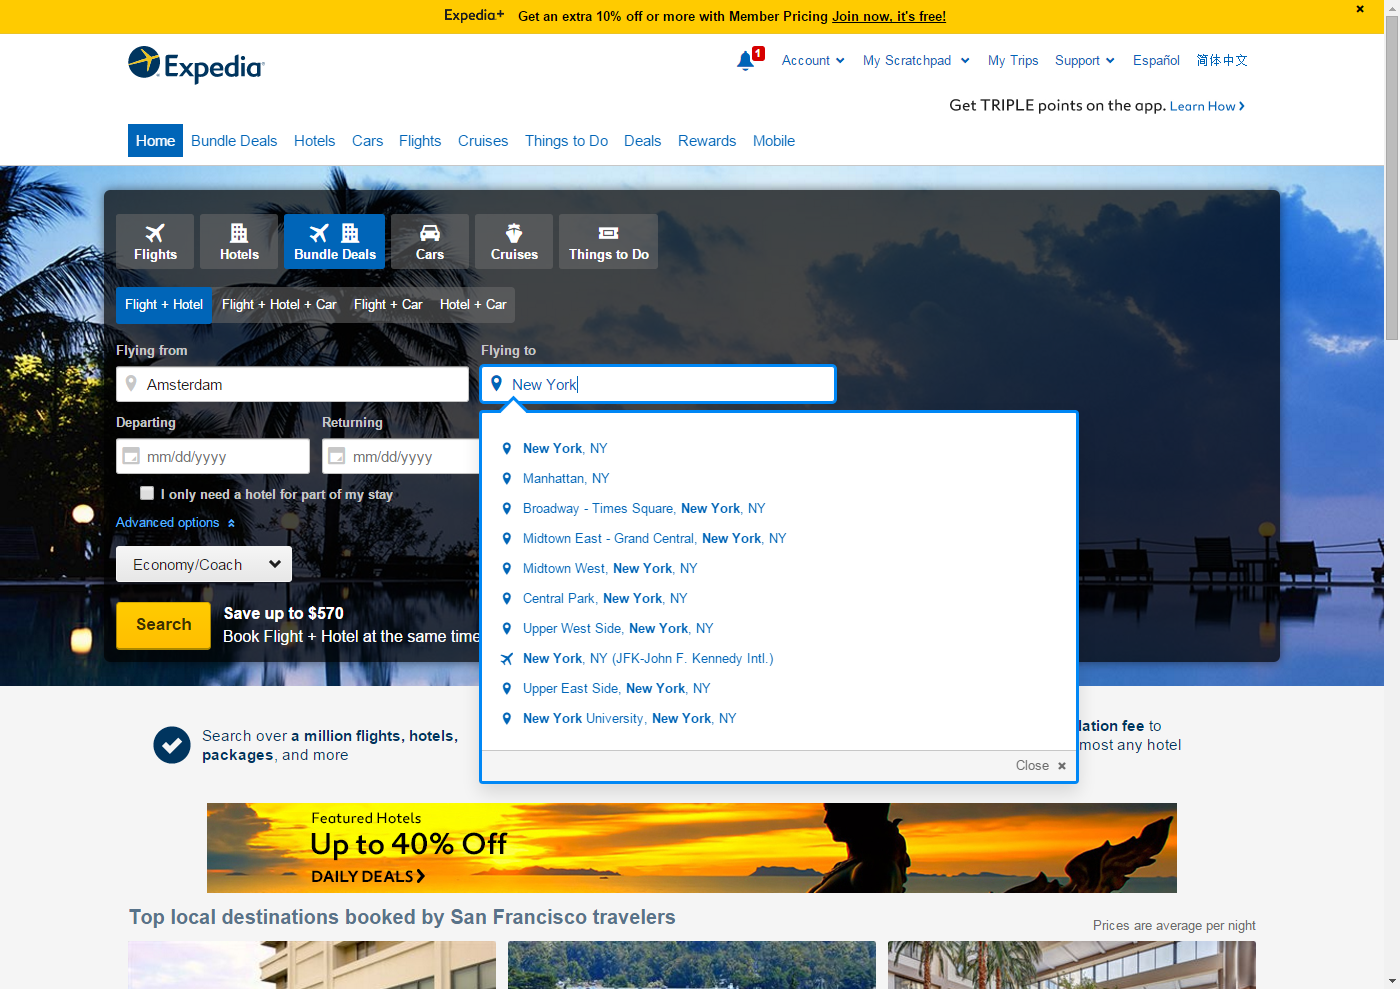 Expedia+ Get an extra 10% off or more with Member Pricing Join now, it's free!
Expedia
1 Account My Scratchpad My Trips Support Español 简体中文
Get TRIPLE points on the app. Learn How
Home Bundle Deals Hotels Cars Flights Cruises Things to Do Deals Rewards Mobile
Flights Hotels Bundle Deals Cars Cruises Things to Do
Flight + Hotel Flight + Hotel + Car Flight + Car Hotel + Car
Flying from Flying to
Amsterdam New York
Departing Returning
mm/dd/yyyy mm/dd/yyyy
I only need a hotel for part of my stay
Advanced options
Economy/Coach
Search
Save up to $570
Book Flight + Hotel at the same time
New York, NY
Manhattan, NY
Broadway - Times Square, New York, NY
Midtown East - Grand Central, New York, NY
Midtown West, New York, NY
Central Park, New York, NY
Upper West Side, New York, NY
New York, NY (JFK-John F. Kennedy Intl.)
Upper East Side, New York, NY
New York University, New York, NY
Close
Search over a million flights, hotels,
packages, and more
lation fee to
most any hotel
Featured Hotels
Up to 40% Off
DAILY DEALS
Top local destinations booked by San Francisco travelers
Prices are average per night